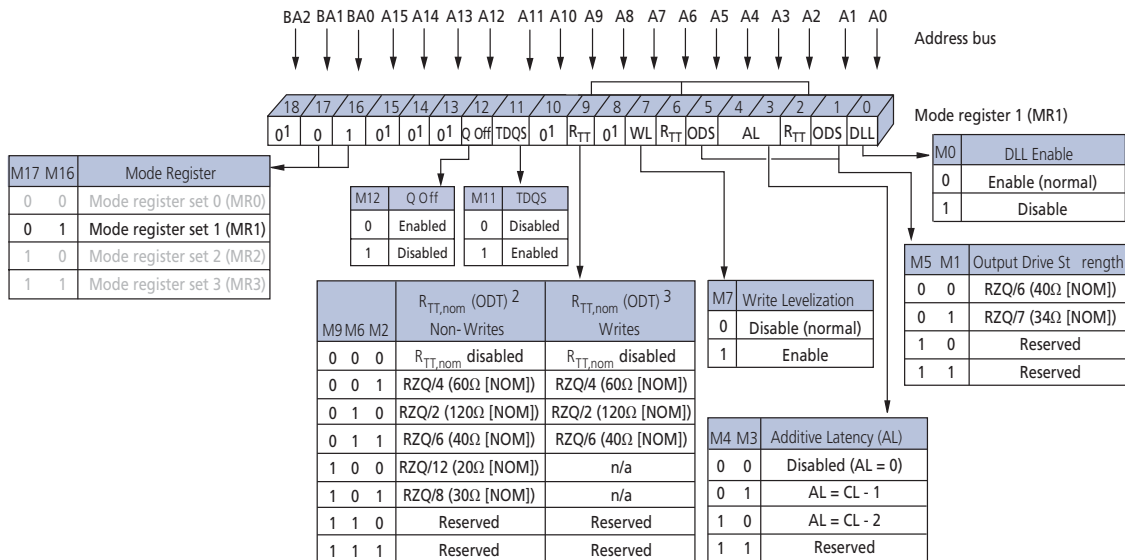 BA2 BA1 BA0 A15 A14 A13 A12 A11 A10 A9 A8 A7 A6 A5 A4 A3 A2 A1 A0
Address bus
18 17 16 15 14 13 12 11 10 9 8 7 6 5 4 3 2 1 0
Mode register 1 (MR1)
0¹ 0 1 0¹ 0¹ 0¹ Q Off TDQS 0¹ RTT 0¹ WL RTT ODS AL RTT ODS DLL
M17 M16 Mode Register
0 0 Mode register set 0 (MR0)
0 1 Mode register set 1 (MR1)
1 0 Mode register set 2 (MR2)
1 1 Mode register set 3 (MR3)
M12 Q Off
0 Enabled
1 Disabled
M11 TDQS
0 Disabled
1 Enabled
M0 DLL Enable
0 Enable (normal)
1 Disable
M5 M1 Output Drive St rength
0 0 RZQ/6 (40Ω [NOM])
0 1 RZQ/7 (34Ω [NOM])
1 0 Reserved
1 1 Reserved
M9 M6 M2 RTT,nom (ODT) 2 Non-Writes RTT,nom (ODT) 3 Writes
0 0 0 RTT,nom disabled RTT,nom disabled
0 0 1 RZQ/4 (60Ω [NOM]) RZQ/4 (60Ω [NOM])
0 1 0 RZQ/2 (120Ω [NOM]) RZQ/2 (120Ω [NOM])
0 1 1 RZQ/6 (40Ω [NOM]) RZQ/6 (40Ω [NOM])
1 0 0 RZQ/12 (20Ω [NOM]) n/a
1 0 1 RZQ/8 (30Ω [NOM]) n/a
1 1 0 Reserved Reserved
1 1 1 Reserved Reserved
M7 Write Levelization
0 Disable (normal)
1 Enable
M4 M3 Additive Latency (AL)
0 0 Disabled (AL = 0)
0 1 AL = CL - 1
1 0 AL = CL - 2
1 1 Reserved